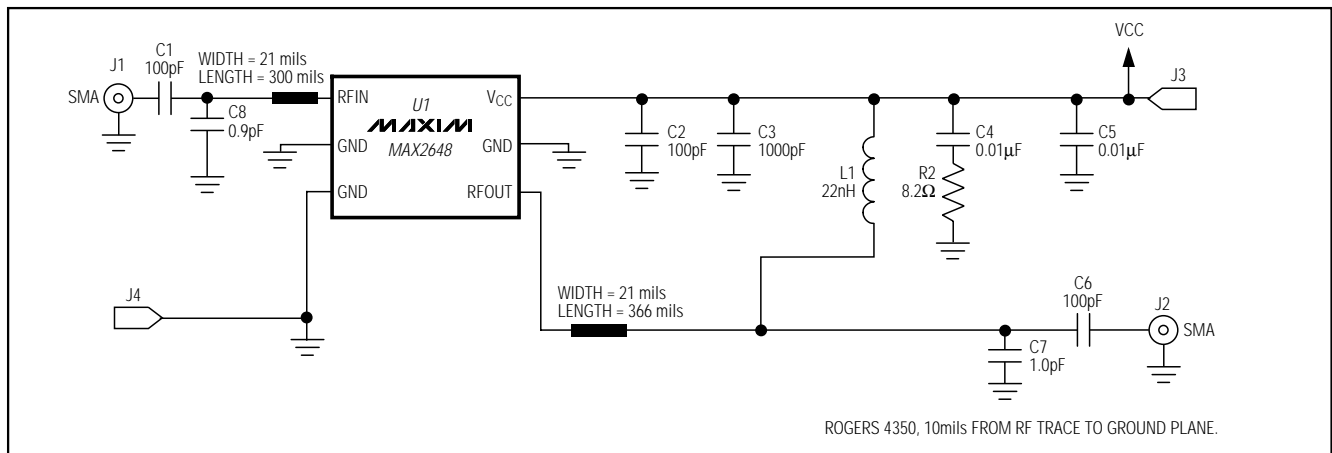 VCC
J3
J1
SMA
C1
100pF
WIDTH = 21 mils
LENGTH = 300 mils
C8
0.9pF
RFIN
GND
GND
U1
MAXIM
MAX2648
VCC
GND
RFOUT
C2
100pF
C3
1000pF
L1
22nH
C4
0.01µF
R2
8.2Ω
C5
0.01µF
J4
WIDTH = 21 mils
LENGTH = 366 mils
C6
100pF
J2
SMA
C7
1.0pF
ROGERS 4350, 10mils FROM RF TRACE TO GROUND PLANE.